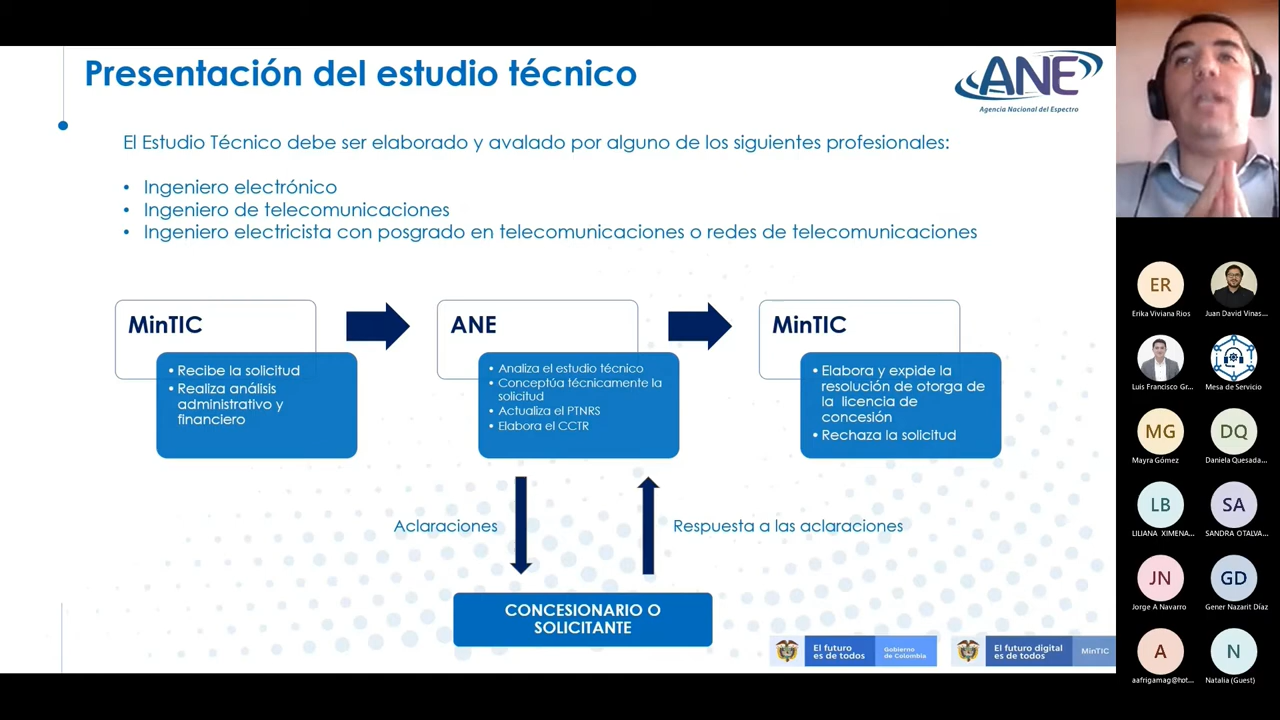 Presentación del estudio técnico
ANE
Agencia Nacional del Espectro
El Estudio Técnico debe ser elaborado y avalado por alguno de los siguientes profesionales:
• Ingeniero electrónico
• Ingeniero de telecomunicaciones
• Ingeniero electricista con posgrado en telecomunicaciones o redes de telecomunicaciones
MinTIC
• Recibe la solicitud
• Realiza análisis
administrativo y
financiero
ANE
• Analiza el estudio técnico
• Conceptúa técnicamente la
solicitud
• Actualiza el PTNRS
• Elabora el CCTR
MinTIC
• Elabora y expide la
resolución de otorga de
la licencia de
concesión
• Rechaza la solicitud
Aclaraciones
Respuesta a las aclaraciones
CONCESIONARIO O
SOLICITANTE
El futuro
es de todos
Gobierno
de Colombia
El futuro digital
es de todos
MinTIC
ER
Erika Viviana Rios
Juan David Vinas...
Luis Francisco Gr...
Mesa de Servicio
MG
Mayra Gómez
DQ
Daniela Quesada...
LB
LILIANA XIMENA...
SA
SANDRA OTALVA...
JN
Jorge A Navarro
GD
Gener Nazarit Díaz
A
aafrigamag@hot...
N
Natalia (Guest)